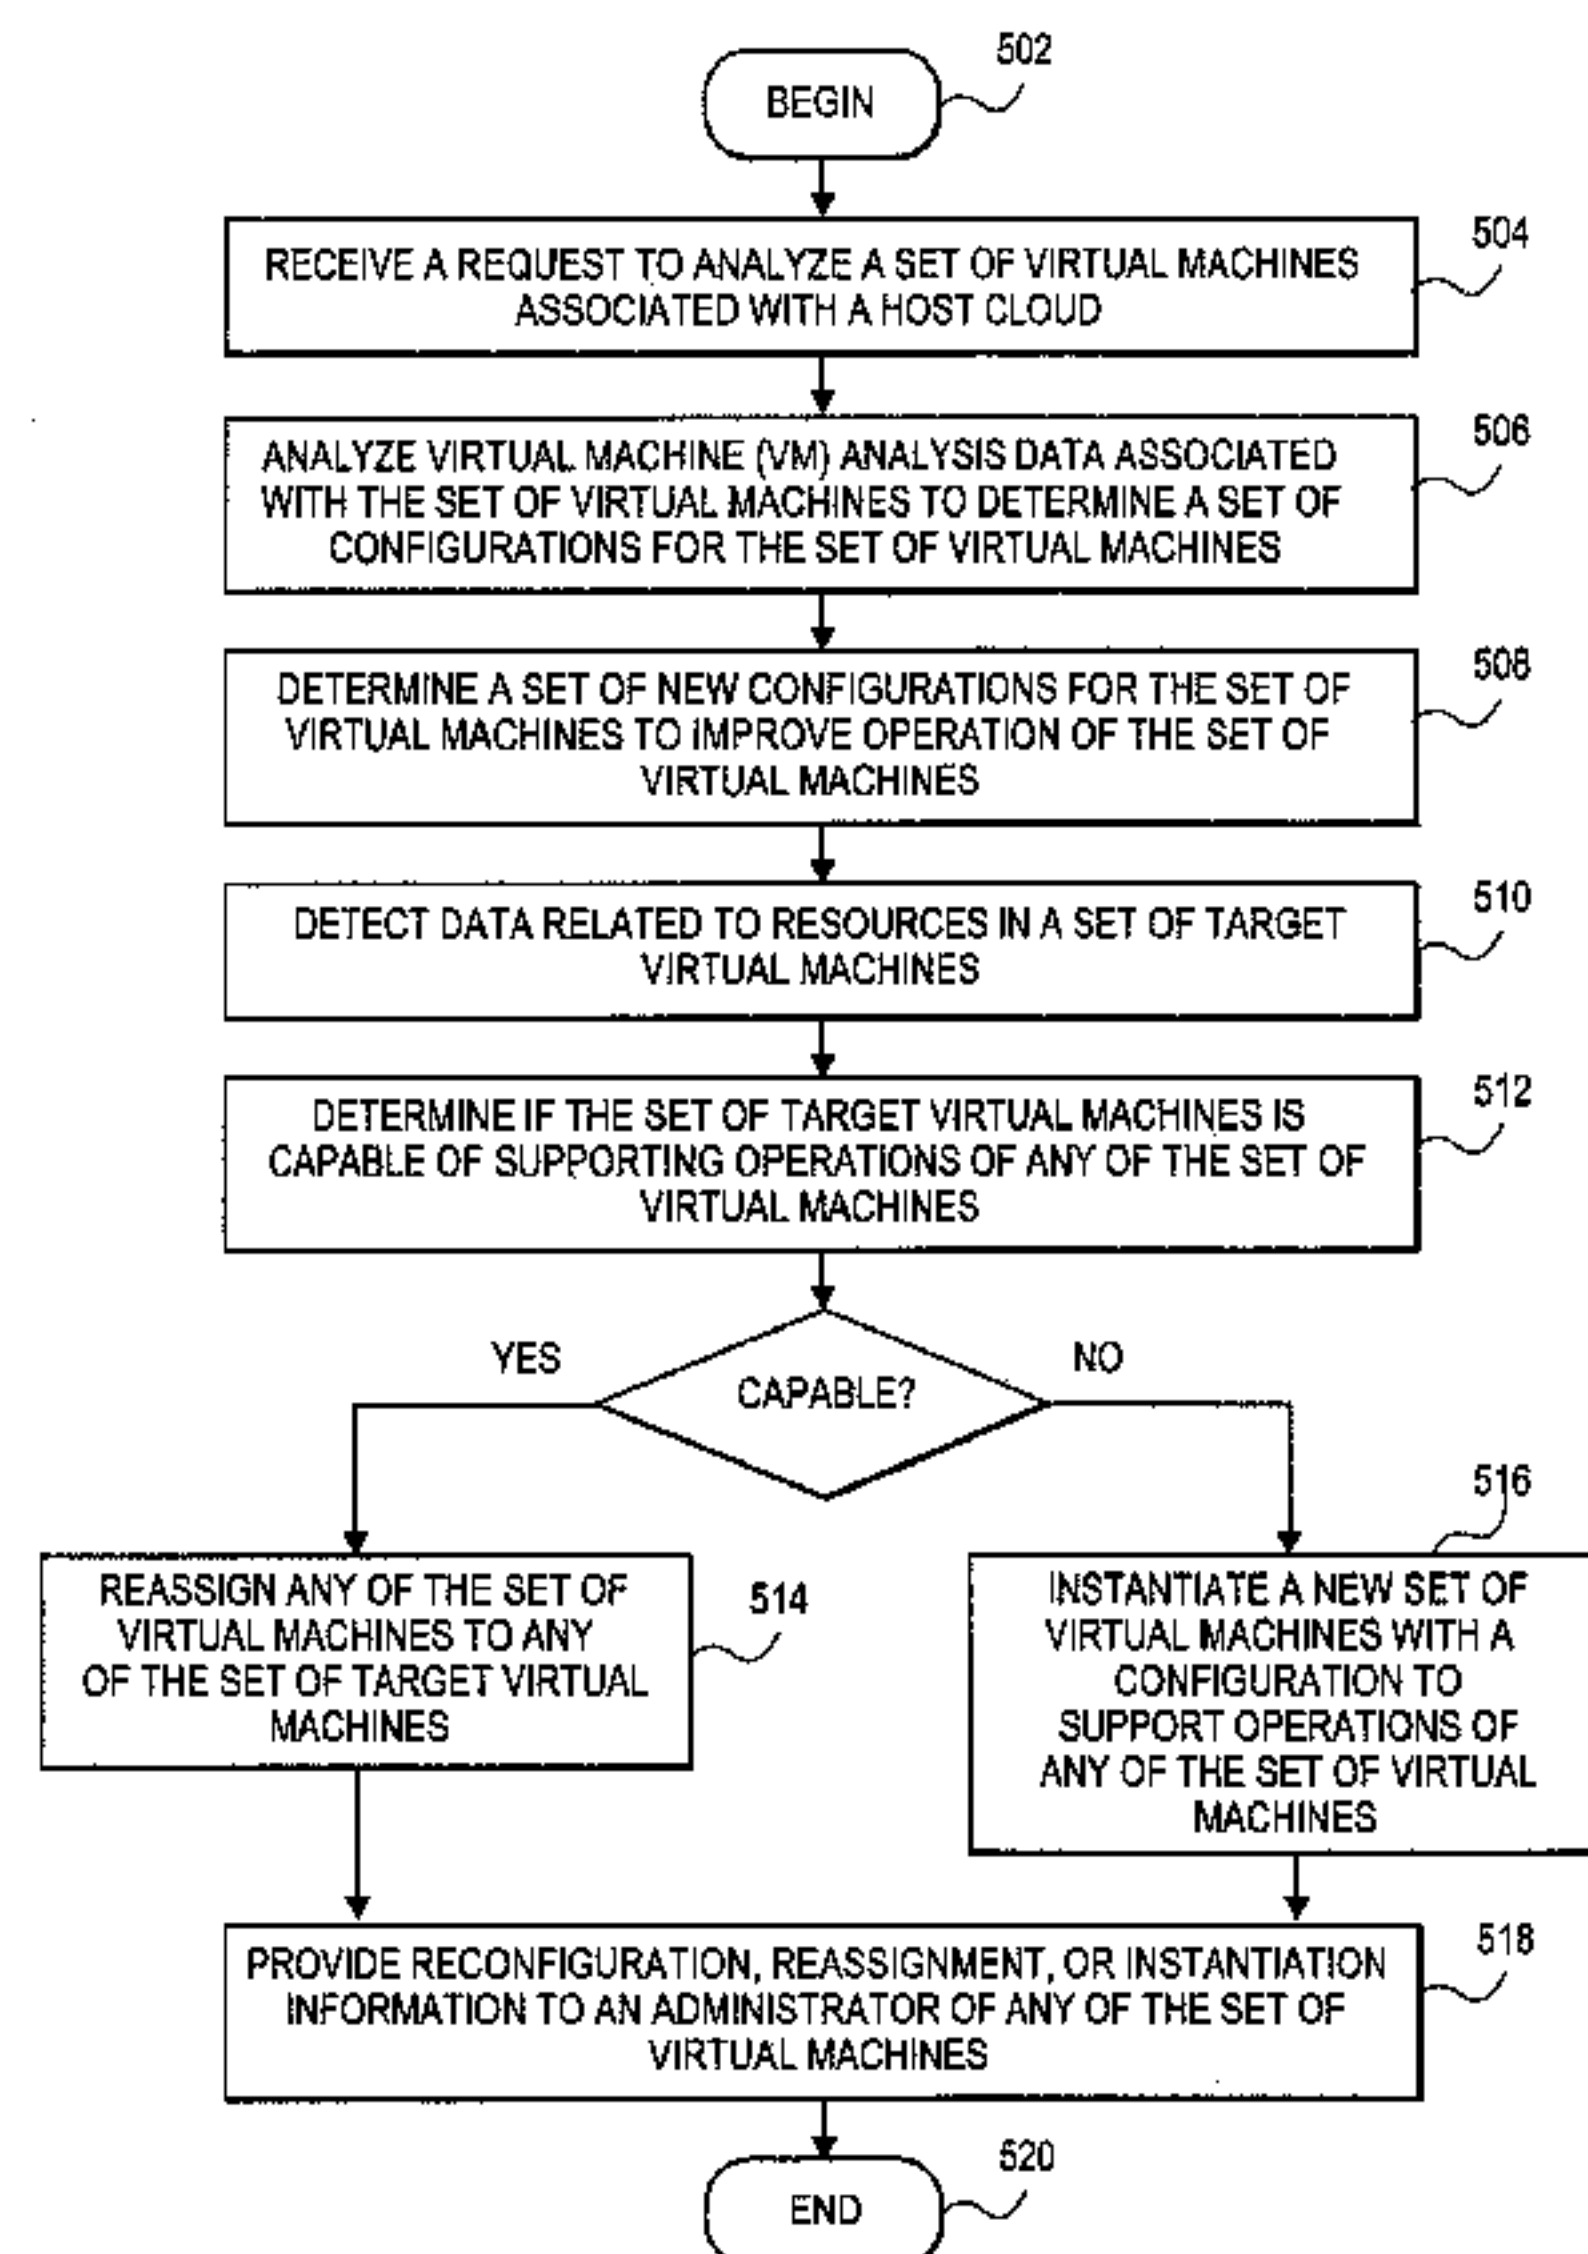 BEGIN
502
RECEIVE A REQUEST TO ANALYZE A SET OF VIRTUAL MACHINES
ASSOCIATED WITH A HOST CLOUD
504
ANALYZE VIRTUAL MACHINE (VM) ANALYSIS DATA ASSOCIATED
WITH THE SET OF VIRTUAL MACHINES TO DETERMINE A SET OF
CONFIGURATIONS FOR THE SET OF VIRTUAL MACHINES
506
DETERMINE A SET OF NEW CONFIGURATIONS FOR THE SET OF
VIRTUAL MACHINES TO IMPROVE OPERATION OF THE SET OF
VIRTUAL MACHINES
508
DETECT DATA RELATED TO RESOURCES IN A SET OF TARGET
VIRTUAL MACHINES
510
DETERMINE IF THE SET OF TARGET VIRTUAL MACHINES IS
CAPABLE OF SUPPORTING OPERATIONS OF ANY OF THE SET OF
VIRTUAL MACHINES
512
YES
CAPABLE?
NO
REASSIGN ANY OF THE SET OF
VIRTUAL MACHINES TO ANY
OF THE SET OF TARGET VIRTUAL
MACHINES
514
516
INSTANTIATE A NEW SET OF
VIRTUAL MACHINES WITH A
CONFIGURATION TO
SUPPORT OPERATIONS OF
ANY OF THE SET OF VIRTUAL
MACHINES
PROVIDE RECONFIGURATION, REASSIGNMENT, OR INSTANTIATION
INFORMATION TO AN ADMINISTRATOR OF ANY OF THE SET OF
VIRTUAL MACHINES
518
END
520